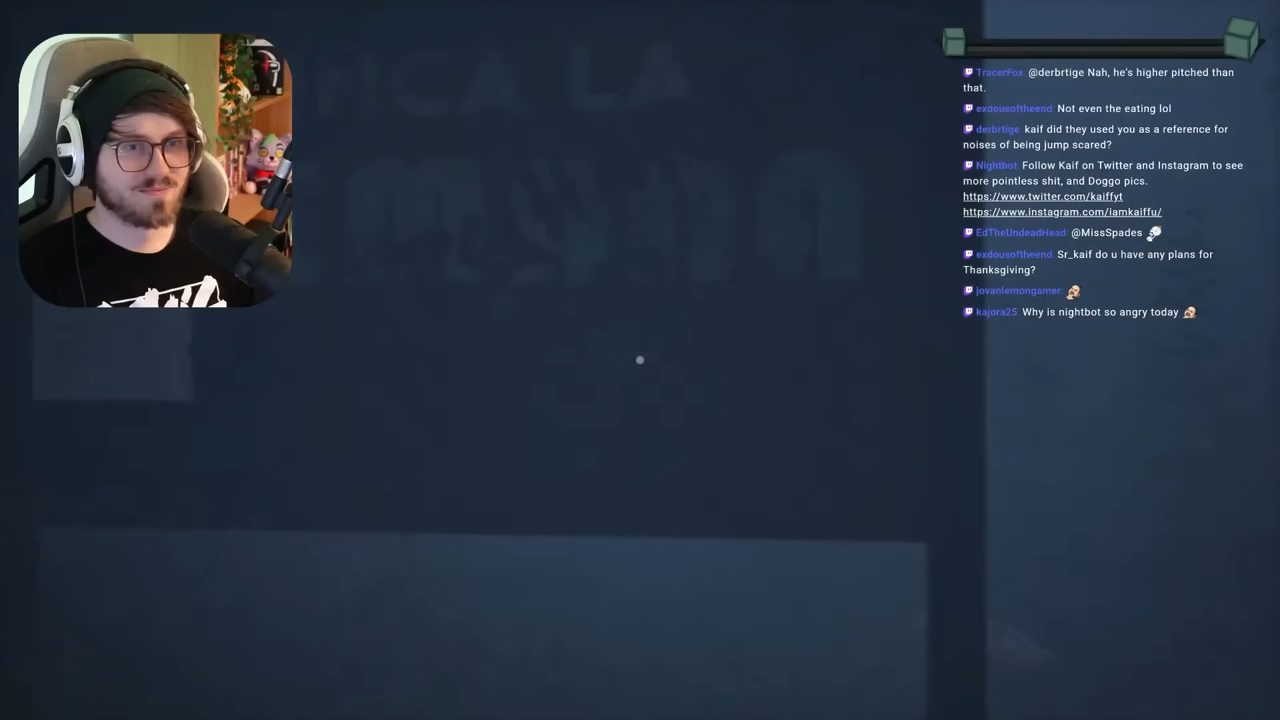 NCA LA
TracerFox: @derbrtige Nah, he's higher pitched than
that.
exdousoftheend: Not even the eating lol
derbrtige: kaif did they used you as a reference for
noises of being jump scared?
Nightbot: Follow Kaif on Twitter and Instagram to see
more pointless shit, and Doggo pics.
https://www.twitter.com/kaiffyt
https://www.instagram.com/iamkaiffu/
EdTheUndeadHead: @MissSpades
exdousoftheend: Sr_kaif do u have any plans for
Thanksgiving?
jovanlemongamer:
kajora25: Why is nightbot so angry today